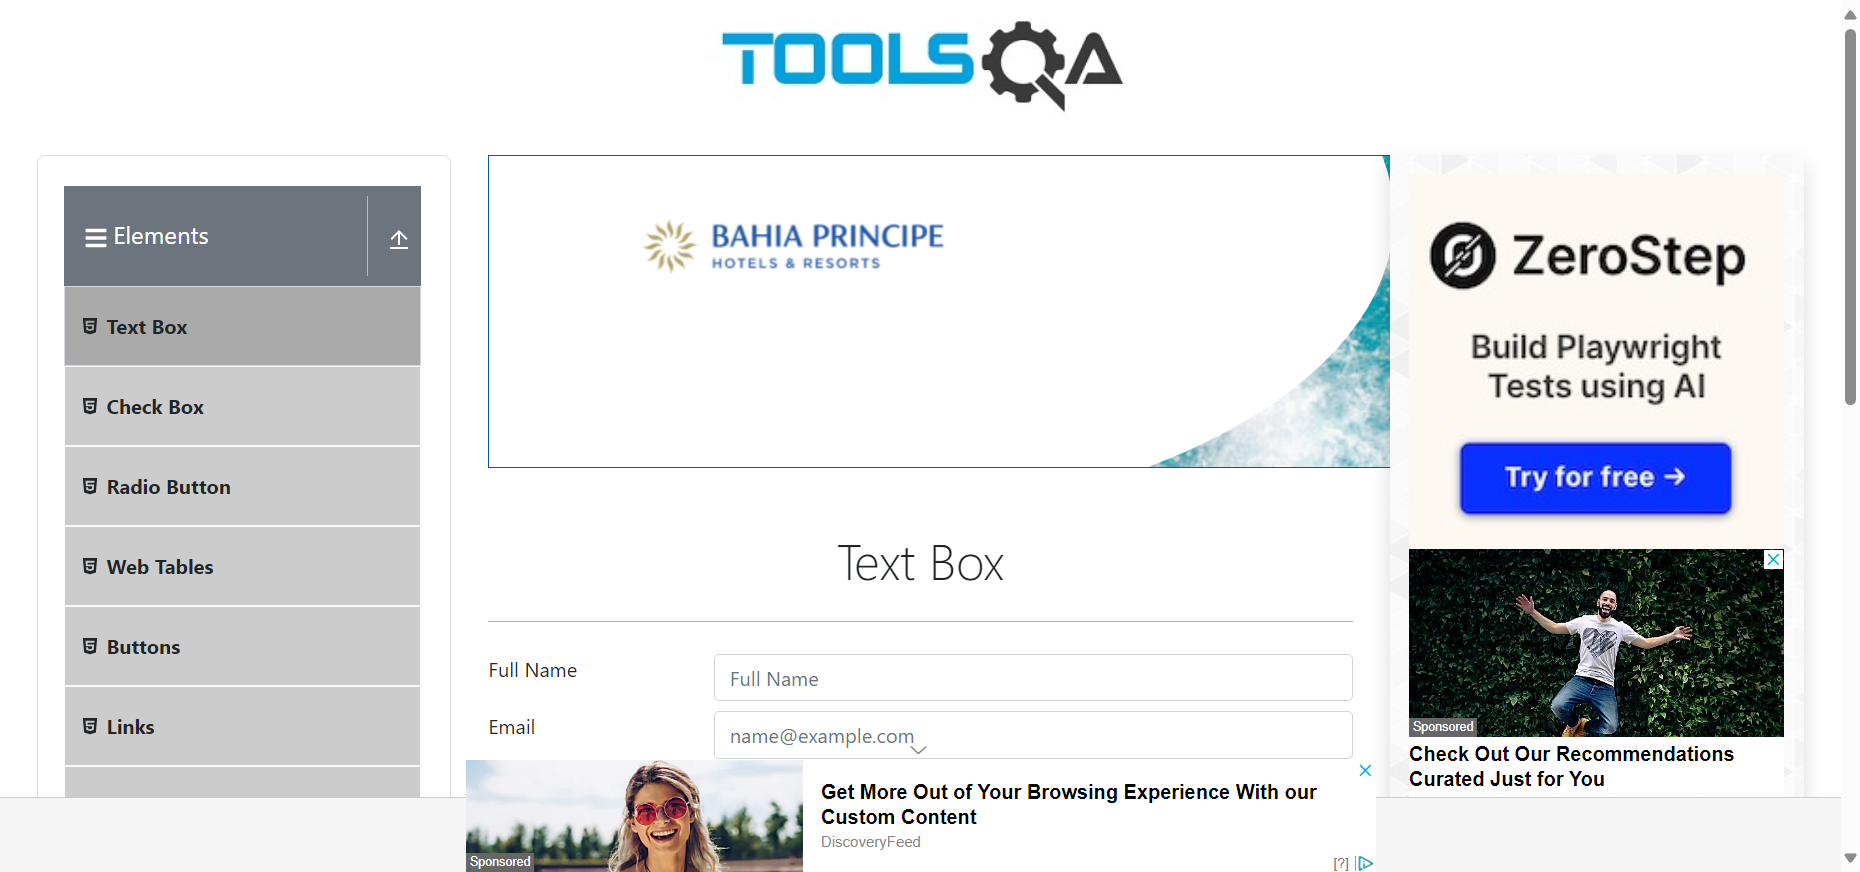 TOOLSQA
Elements
Text Box
Check Box
Radio Button
Web Tables
Buttons
Links
BAHIA PRINCIPE
HOTELS & RESORTS
Text Box
Full Name
Full Name
Email
name@example.com
ZeroStep
Build Playwright
Tests using AI
Try for free →
Sponsored
Check Out Our Recommendations
Curated Just for You
Sponsored
Get More Out of Your Browsing Experience With our
Custom Content
DiscoveryFeed
[?]